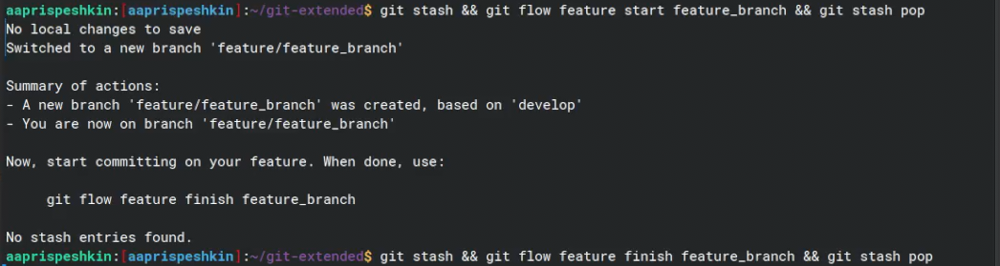 aaprispeshkin:[aaprispeshkin]:~/git-extended$ git stash && git flow feature start feature_branch && git stash pop
No local changes to save
Switched to a new branch 'feature/feature_branch'
Summary of actions:
- A new branch 'feature/feature_branch' was created, based on 'develop'
- You are now on branch 'feature/feature_branch'
Now, start committing on your feature. When done, use:
git flow feature finish feature_branch
No stash entries found.
aaprispeshkin:[aaprispeshkin]:~/git-extended$ git stash && git flow feature finish feature_branch && git stash pop